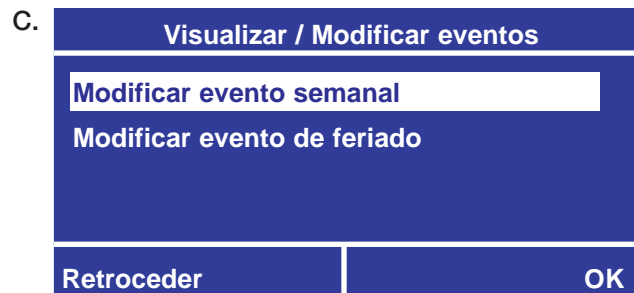 C.
Visualizar / Modificar eventos
Modificar evento semanal
Modificar evento de feriado
Retroceder OK